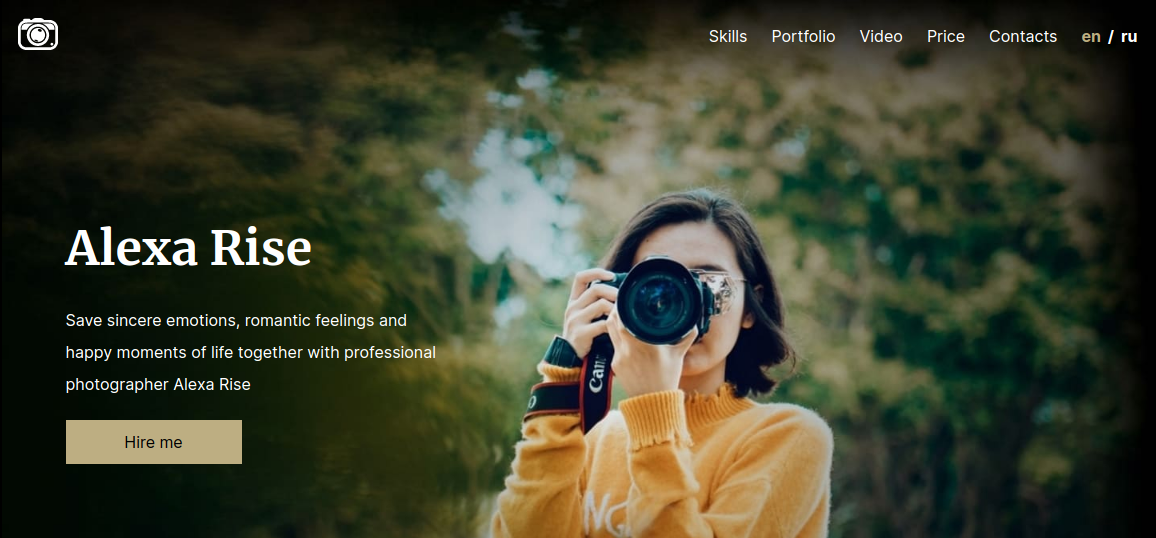 Skills Portfolio Video Price Contacts en / ru
Alexa Rise
Save sincere emotions, romantic feelings and
happy moments of life together with professional
photographer Alexa Rise
Hire me
NG